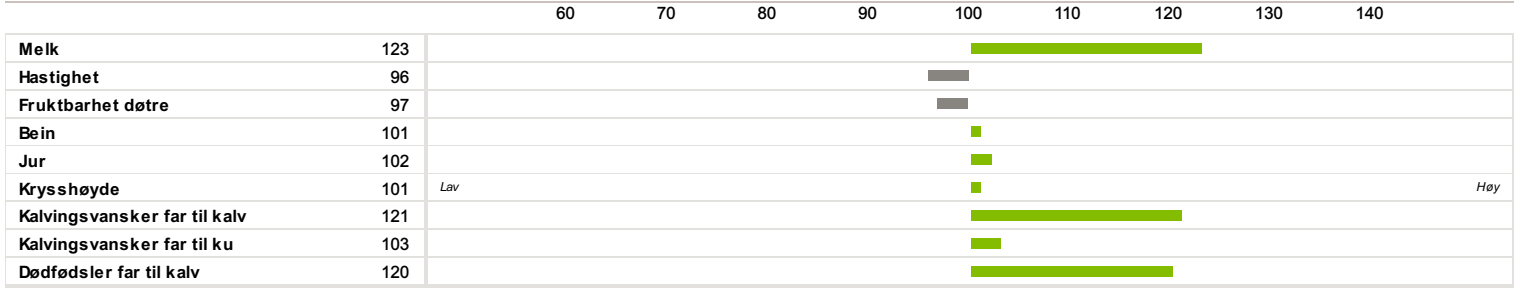 60 70 80 90 100 110 120 130 140
Melk 123
Hastighet 96
Fruktbarhet døtre 97
Bein 101
Jur 102
Krysshøyde 101 Lav Høy
Kalvingsvansker far til kalv 121
Kalvingsvansker far til ku 103
Dødfødsler far til kalv 120